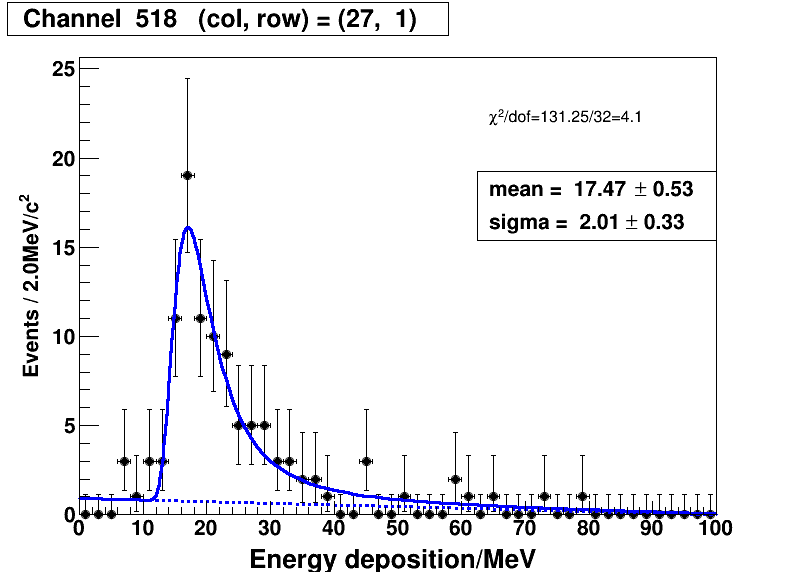 Channel 518 (col, row) = (27, 1)
25
20
15
10
5
0
Events / 2.0MeV/c²
χ²/dof=131.25/32=4.1
mean = 17.47 ± 0.53
sigma = 2.01 ± 0.33
0 10 20 30 40 50 60 70 80 90 100
Energy deposition/MeV